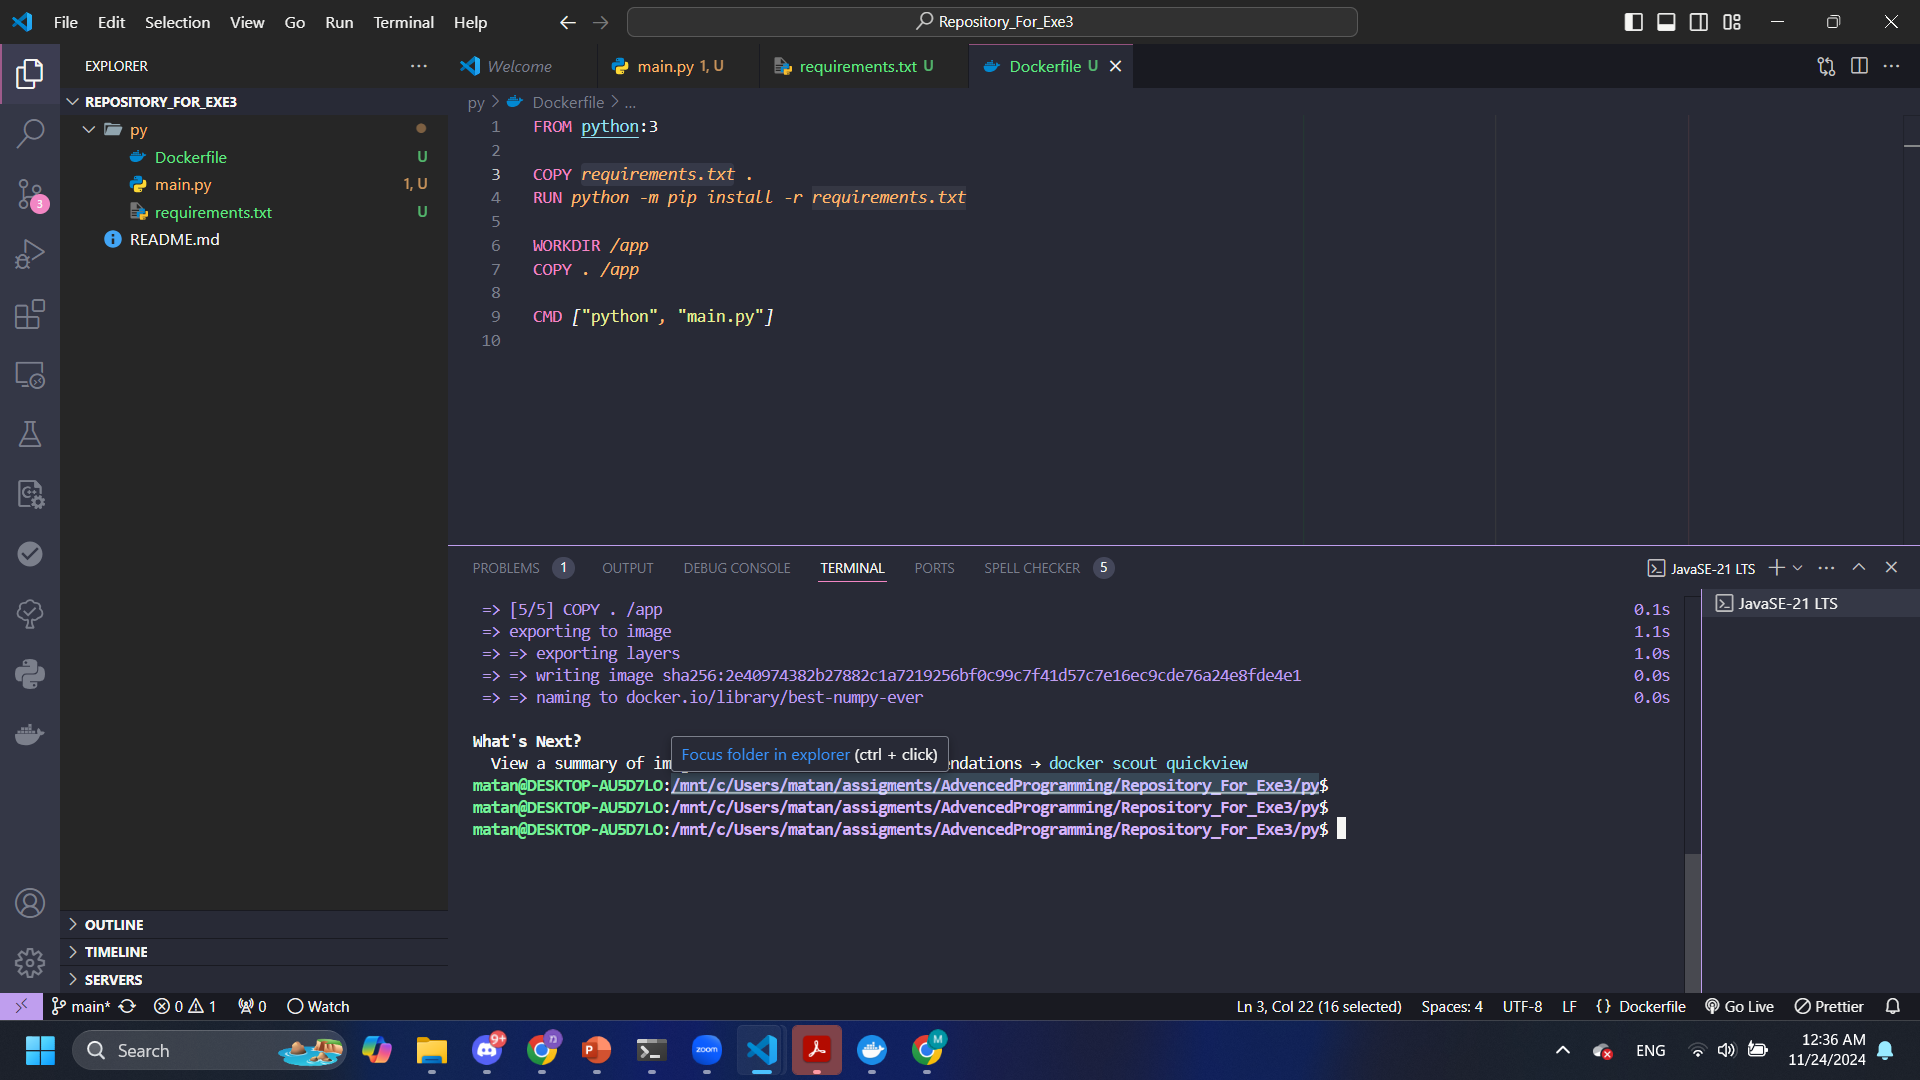 File Edit Selection View Go Run Terminal Help
Repository_For_Exe3
EXPLORER
REPOSITORY_FOR_EXE3
py
Dockerfile U
main.py 1, U
requirements.txt U
README.md
OUTLINE
TIMELINE
SERVERS
Welcome
main.py 1, U
requirements.txt U
Dockerfile U
py > Dockerfile > ...
1 FROM python:3
2
3 COPY requirements.txt .
4 RUN python -m pip install -r requirements.txt
5
6 WORKDIR /app
7 COPY . /app
8
9 CMD ["python", "main.py"]
10
PROBLEMS 1 OUTPUT DEBUG CONSOLE TERMINAL PORTS SPELL CHECKER 5
JavaSE-21 LTS
JavaSE-21 LTS
=> [5/5] COPY . /app 0.1s
=> exporting to image 1.1s
=> => exporting layers 1.0s
=> => writing image sha256:2e40974382b27882c1a7219256bf0c99c7f41d57c7e16ec9cde76a24e8fde4e1 0.0s
=> => naming to docker.io/library/best-numpy-ever 0.0s
What's Next?
Focus folder in explorer (ctrl + click)
View a summary of im endations → docker scout quickview
matan@DESKTOP-AU5D7LO:/mnt/c/Users/matan/assigments/AdvencedProgramming/Repository_For_Exe3/py$
matan@DESKTOP-AU5D7LO:/mnt/c/Users/matan/assigments/AdvencedProgramming/Repository_For_Exe3/py$
matan@DESKTOP-AU5D7LO:/mnt/c/Users/matan/assigments/AdvencedProgramming/Repository_For_Exe3/py$
3
main* 0 1 0 Watch
Ln 3, Col 22 (16 selected) Spaces: 4 UTF-8 LF {} Dockerfile Go Live Prettier
Search
9+
n
zoom
M
ENG
12:36 AM
11/24/2024